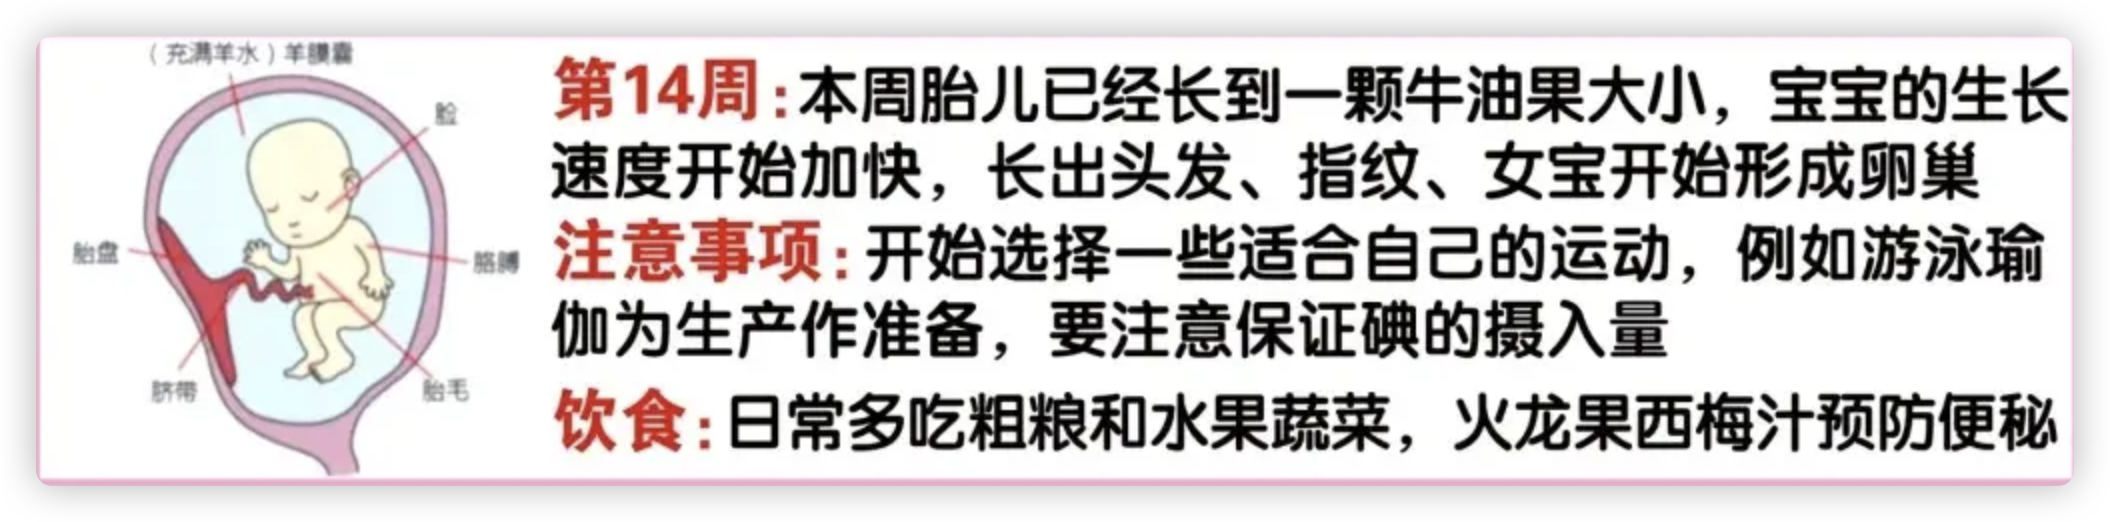 （充满羊水）羊膜囊
脸
胎盘
胳膊
脐带
胎毛
第14周:本周胎儿已经长到一颗牛油果大小，宝宝的生长
速度开始加快，长出头发、指纹、女宝开始形成卵巢
注意事项:开始选择一些适合自己的运动，例如游泳瑜
伽为生产作准备，要注意保证碘的摄入量
饮食:日常多吃粗粮和水果蔬菜，火龙果西梅汁预防便秘